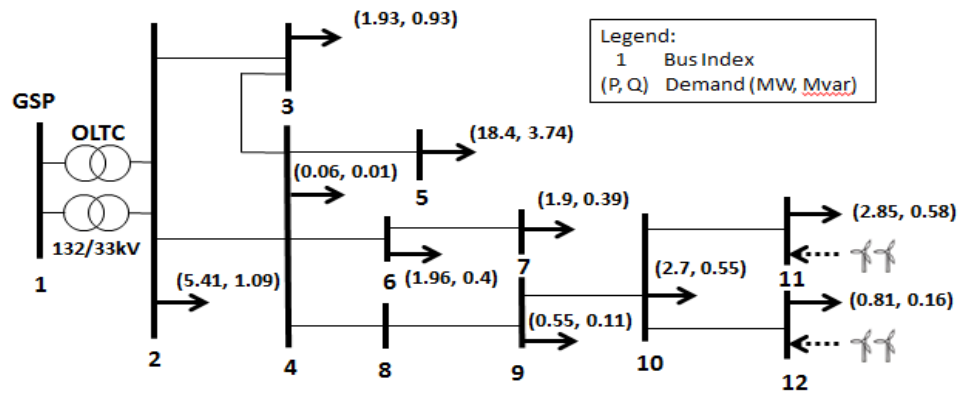 (1.93, 0.93)
Legend:
1 Bus Index
(P, Q) Demand (MW, Mvar)
GSP
3
OLTC
(18.4, 3.74)
(0.06, 0.01)
5
(1.9, 0.39)
(2.85, 0.58)
132/33kV
7
11
1
(5.41, 1.09)
6 (1.96, 0.4)
(2.7, 0.55)
(0.81, 0.16)
(0.55, 0.11)
2
4
8
9
10
12